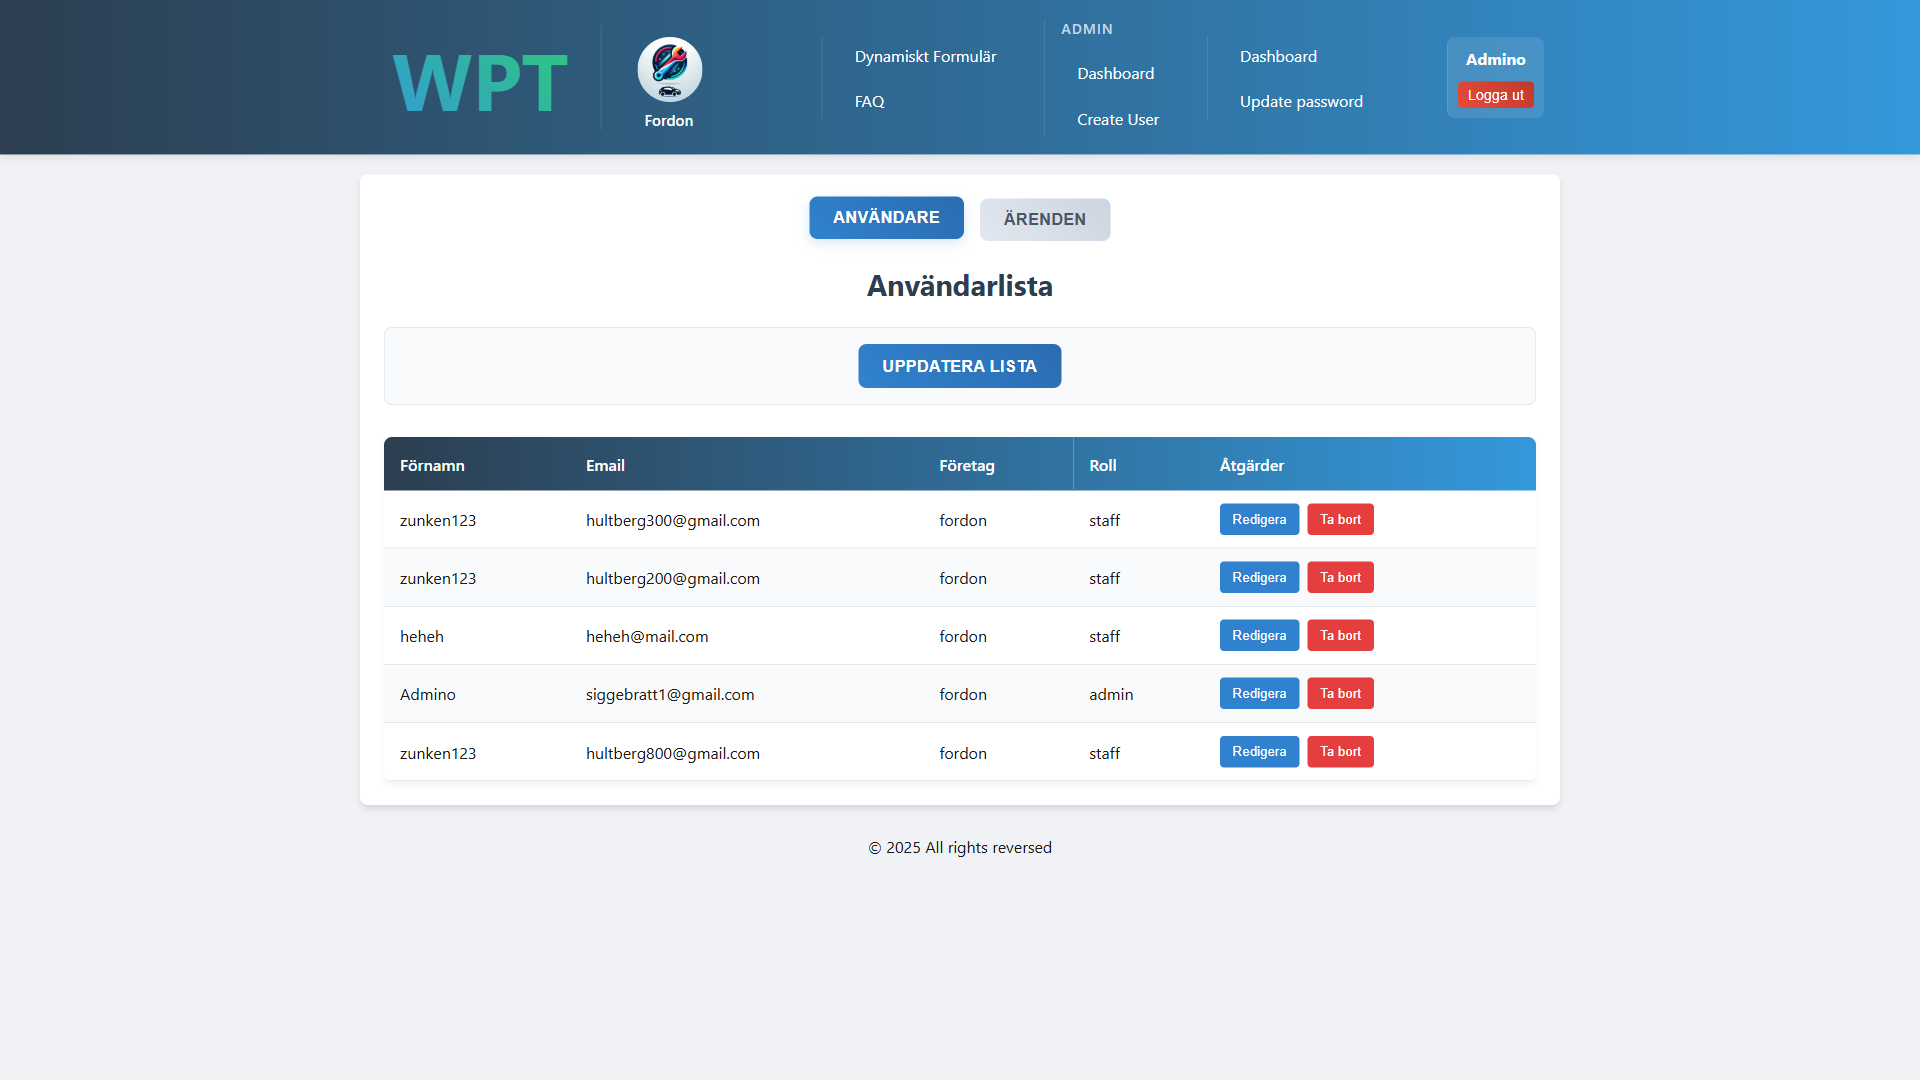 WPT
Fordon
Dynamiskt Formulär
FAQ
ADMIN
Dashboard
Create User
Dashboard
Update password
Admino
Logga ut
ANVÄNDARE ÄRENDEN
Användarlista
UPPDATERA LISTA
Förnamn Email Företag Roll Åtgärder
zunken123 hultberg300@gmail.com fordon staff Redigera Ta bort
zunken123 hultberg200@gmail.com fordon staff Redigera Ta bort
heheh heheh@mail.com fordon staff Redigera Ta bort
Admino siggebratt1@gmail.com fordon admin Redigera Ta bort
zunken123 hultberg800@gmail.com fordon staff Redigera Ta bort
© 2025 All rights reversed